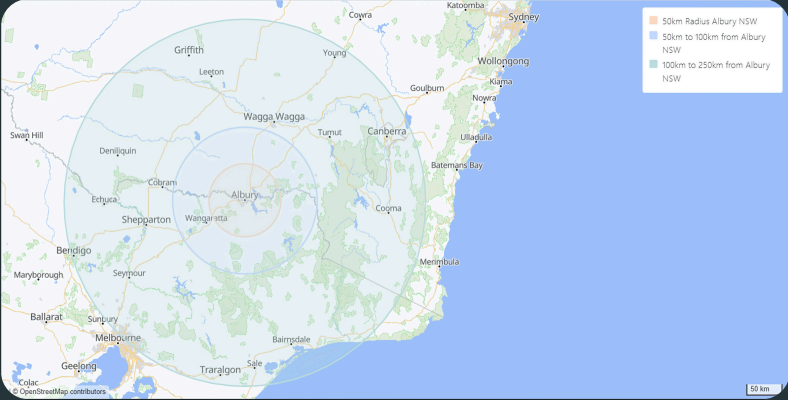 Katoomba
Cowra
Sydney
50km Radius Albury NSW
50km to 100km from Albury
NSW
100km to 250km from Albury
NSW
Griffith
Young
Wollongong
Leeton
Kiama
Goulburn
Nowra
Wagga Wagga
Swan Hill
Tumut
Canberra
Ulladulla
Deniliquin
Batemans Bay
Cobram
Albury
Echuca
Cooma
Shepparton
Wangaratta
Bendigo
Merimbula
Maryborough
Seymour
Ballarat
Sunbury
Melbourne
Bairnsdale
Geelong
Sale
Traralgon
Colac
© OpenStreetMap contributors
50 km